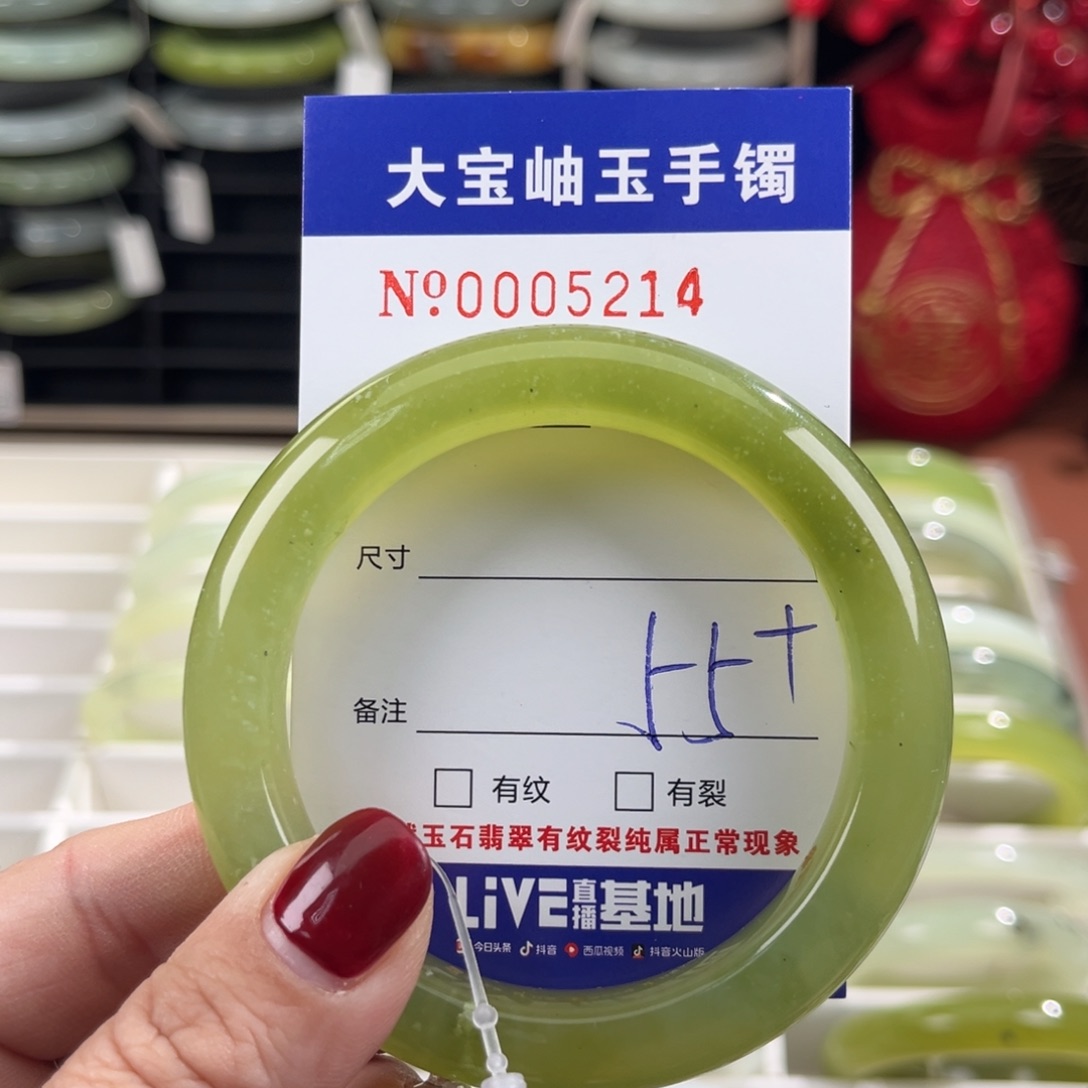 大宝岫玉手镯
No.0005214
尺寸
55+
备注
有纹 有裂
玉石翡翠有纹裂纯属正常现象
LiVE直播基地
今日头条 抖音 西瓜视频 抖音火山版